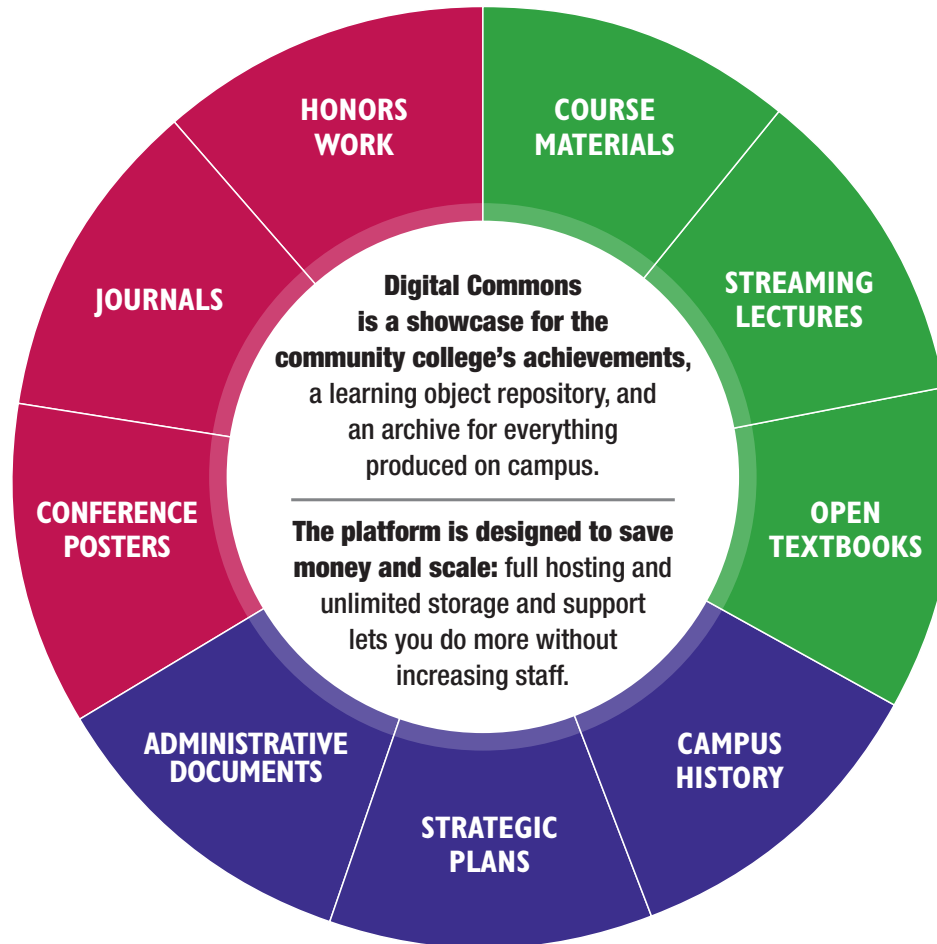 HONORS
WORK
COURSE
MATERIALS
STREAMING
LECTURES
OPEN
TEXTBOOKS
CAMPUS
HISTORY
STRATEGIC
PLANS
ADMINISTRATIVE
DOCUMENTS
CONFERENCE
POSTERS
JOURNALS
Digital Commons
is a showcase for the
community college's achievements,
a learning object repository, and
an archive for everything
produced on campus.
The platform is designed to save
money and scale: full hosting and
unlimited storage and support
lets you do more without
increasing staff.